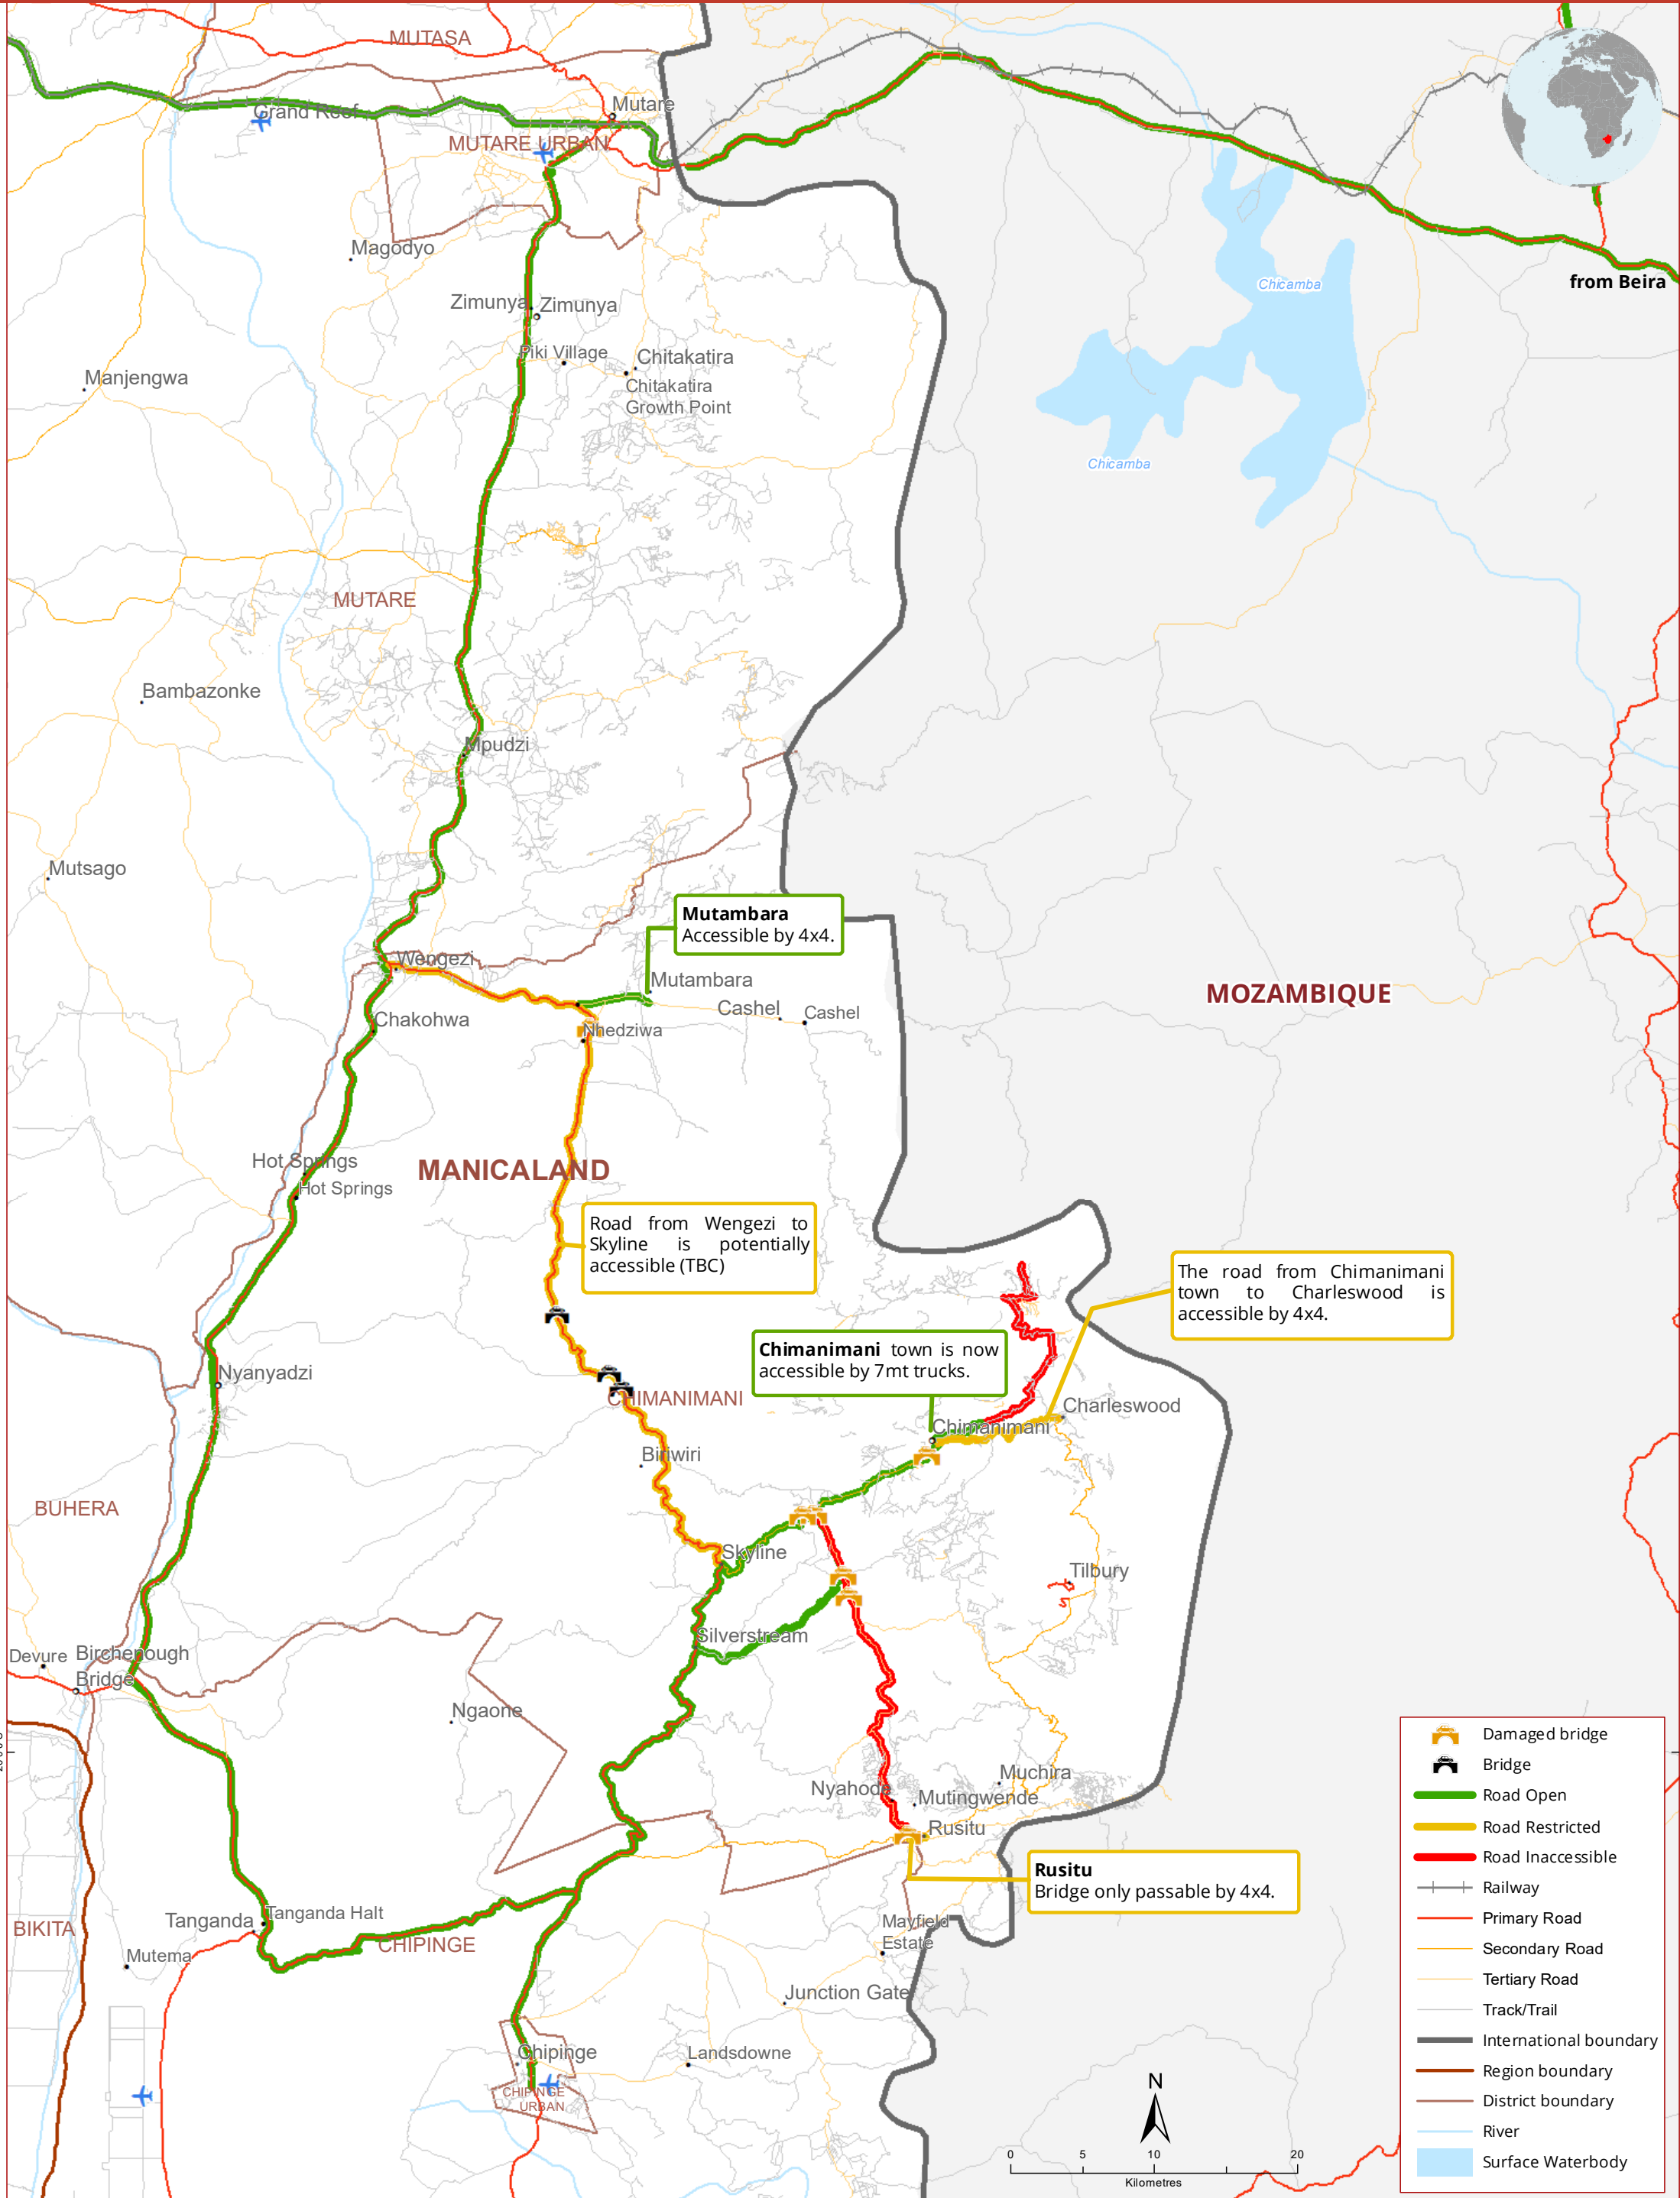 MUTASA
Grand Reef
Mutare
MUTARE URBAN
Magodyo
from Beira
Chicamba
Zimunya
Zimunya
Piki Village
Chitakatira
Manjengwa
Chitakatira
Growth Point
Chicamba
MUTARE
Bambazonke
Mpudzi
Mutsago
Mutambara
Accessible by 4x4.
Wengezi
Mutambara
MOZAMBIQUE
Cashel
Cashel
Chakohwa
Nhedziwa
Hot Springs
MANICALAND
Hot Springs
Road from Wengezi to
Skyline is potentially
accessible (TBC)
The road from Chimanimani
town to Charleswood is
accessible by 4x4.
Chimanimani town is now
accessible by 7mt trucks.
Nyanyadzi
CHIMANIMANI
Charleswood
Chimanimani
Biriwiri
BUHERA
Skyline
Tilbury
Silverstream
Devure
Birchenough
Bridge
Ngaone
Muchira
Nyahode
Mutingwende
Rusitu
Rusitu
Bridge only passable by 4x4.
Tanganda
Tanganda Halt
BIKITA
CHIPINGE
Mutema
Mayfield
Estate
Junction Gate
Chipinge
Landsdowne
CHIPINGE
URBAN
N
0 5 10 20
Kilometres
Damaged bridge
Bridge
Road Open
Road Restricted
Road Inaccessible
Railway
Primary Road
Secondary Road
Tertiary Road
Track/Trail
International boundary
Region boundary
District boundary
River
Surface Waterbody